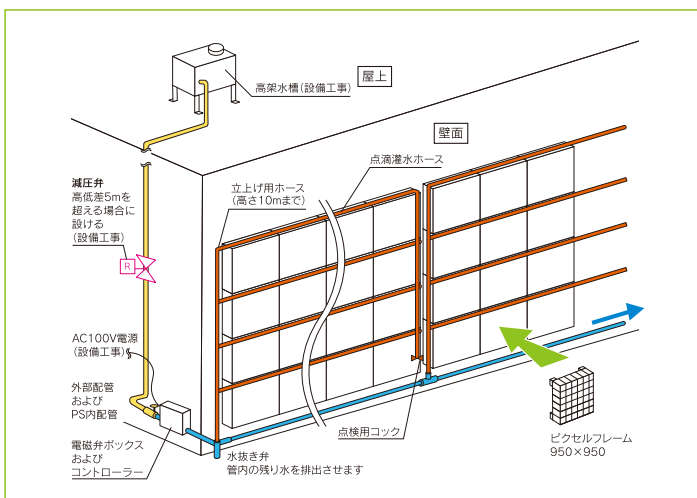 屋上
高架水槽(設備工事)
壁面
点滴灌水ホース
減圧弁
高低差5mを
超える場合に
設ける
(設備工事)
R
立上げ用ホース
(高さ10mまで)
AC100V電源
(設備工事)
外部配管
および
PS内配管
電磁弁ボックス
および
コントローラー
水抜き弁
管内の残り水を排出させます
点検用コック
ピクセルフレーム
950×950